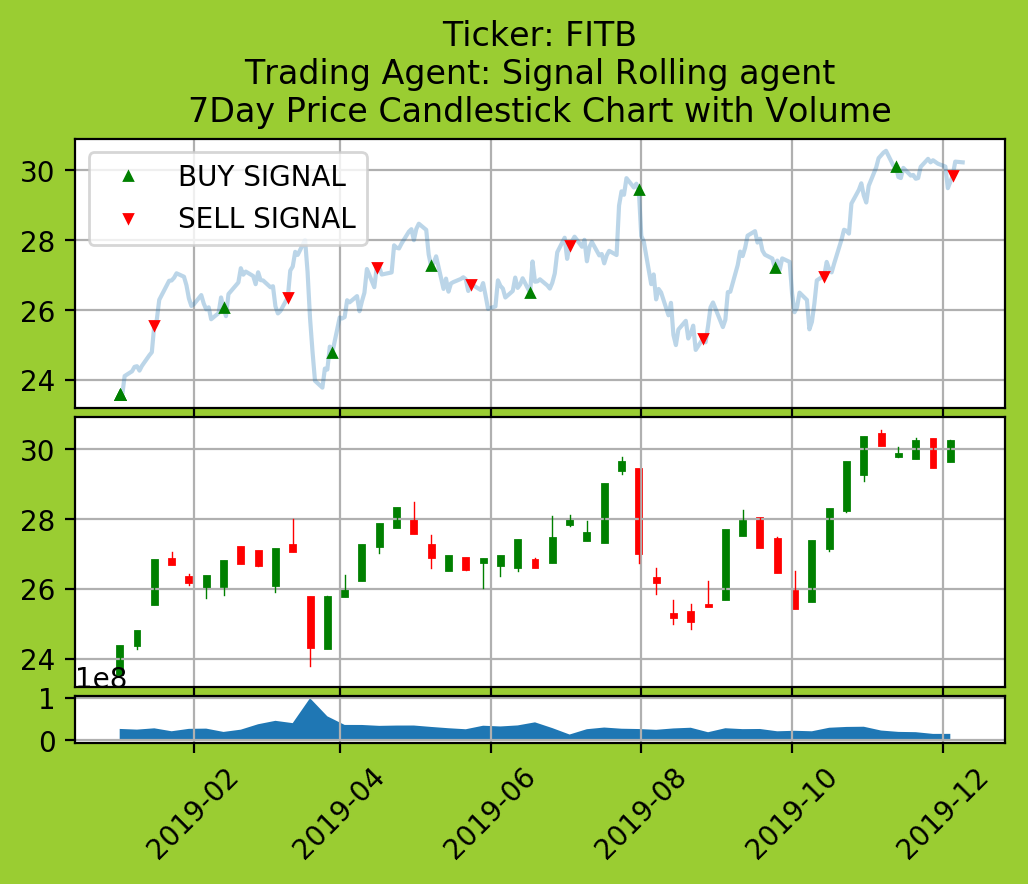 Ticker: FITB
Trading Agent: Signal Rolling agent
7Day Price Candlestick Chart with Volume
BUY SIGNAL
SELL SIGNAL
30
28
26
24
30
28
26
24
1e8
1
0
2019-02
2019-04
2019-06
2019-08
2019-10
2019-12